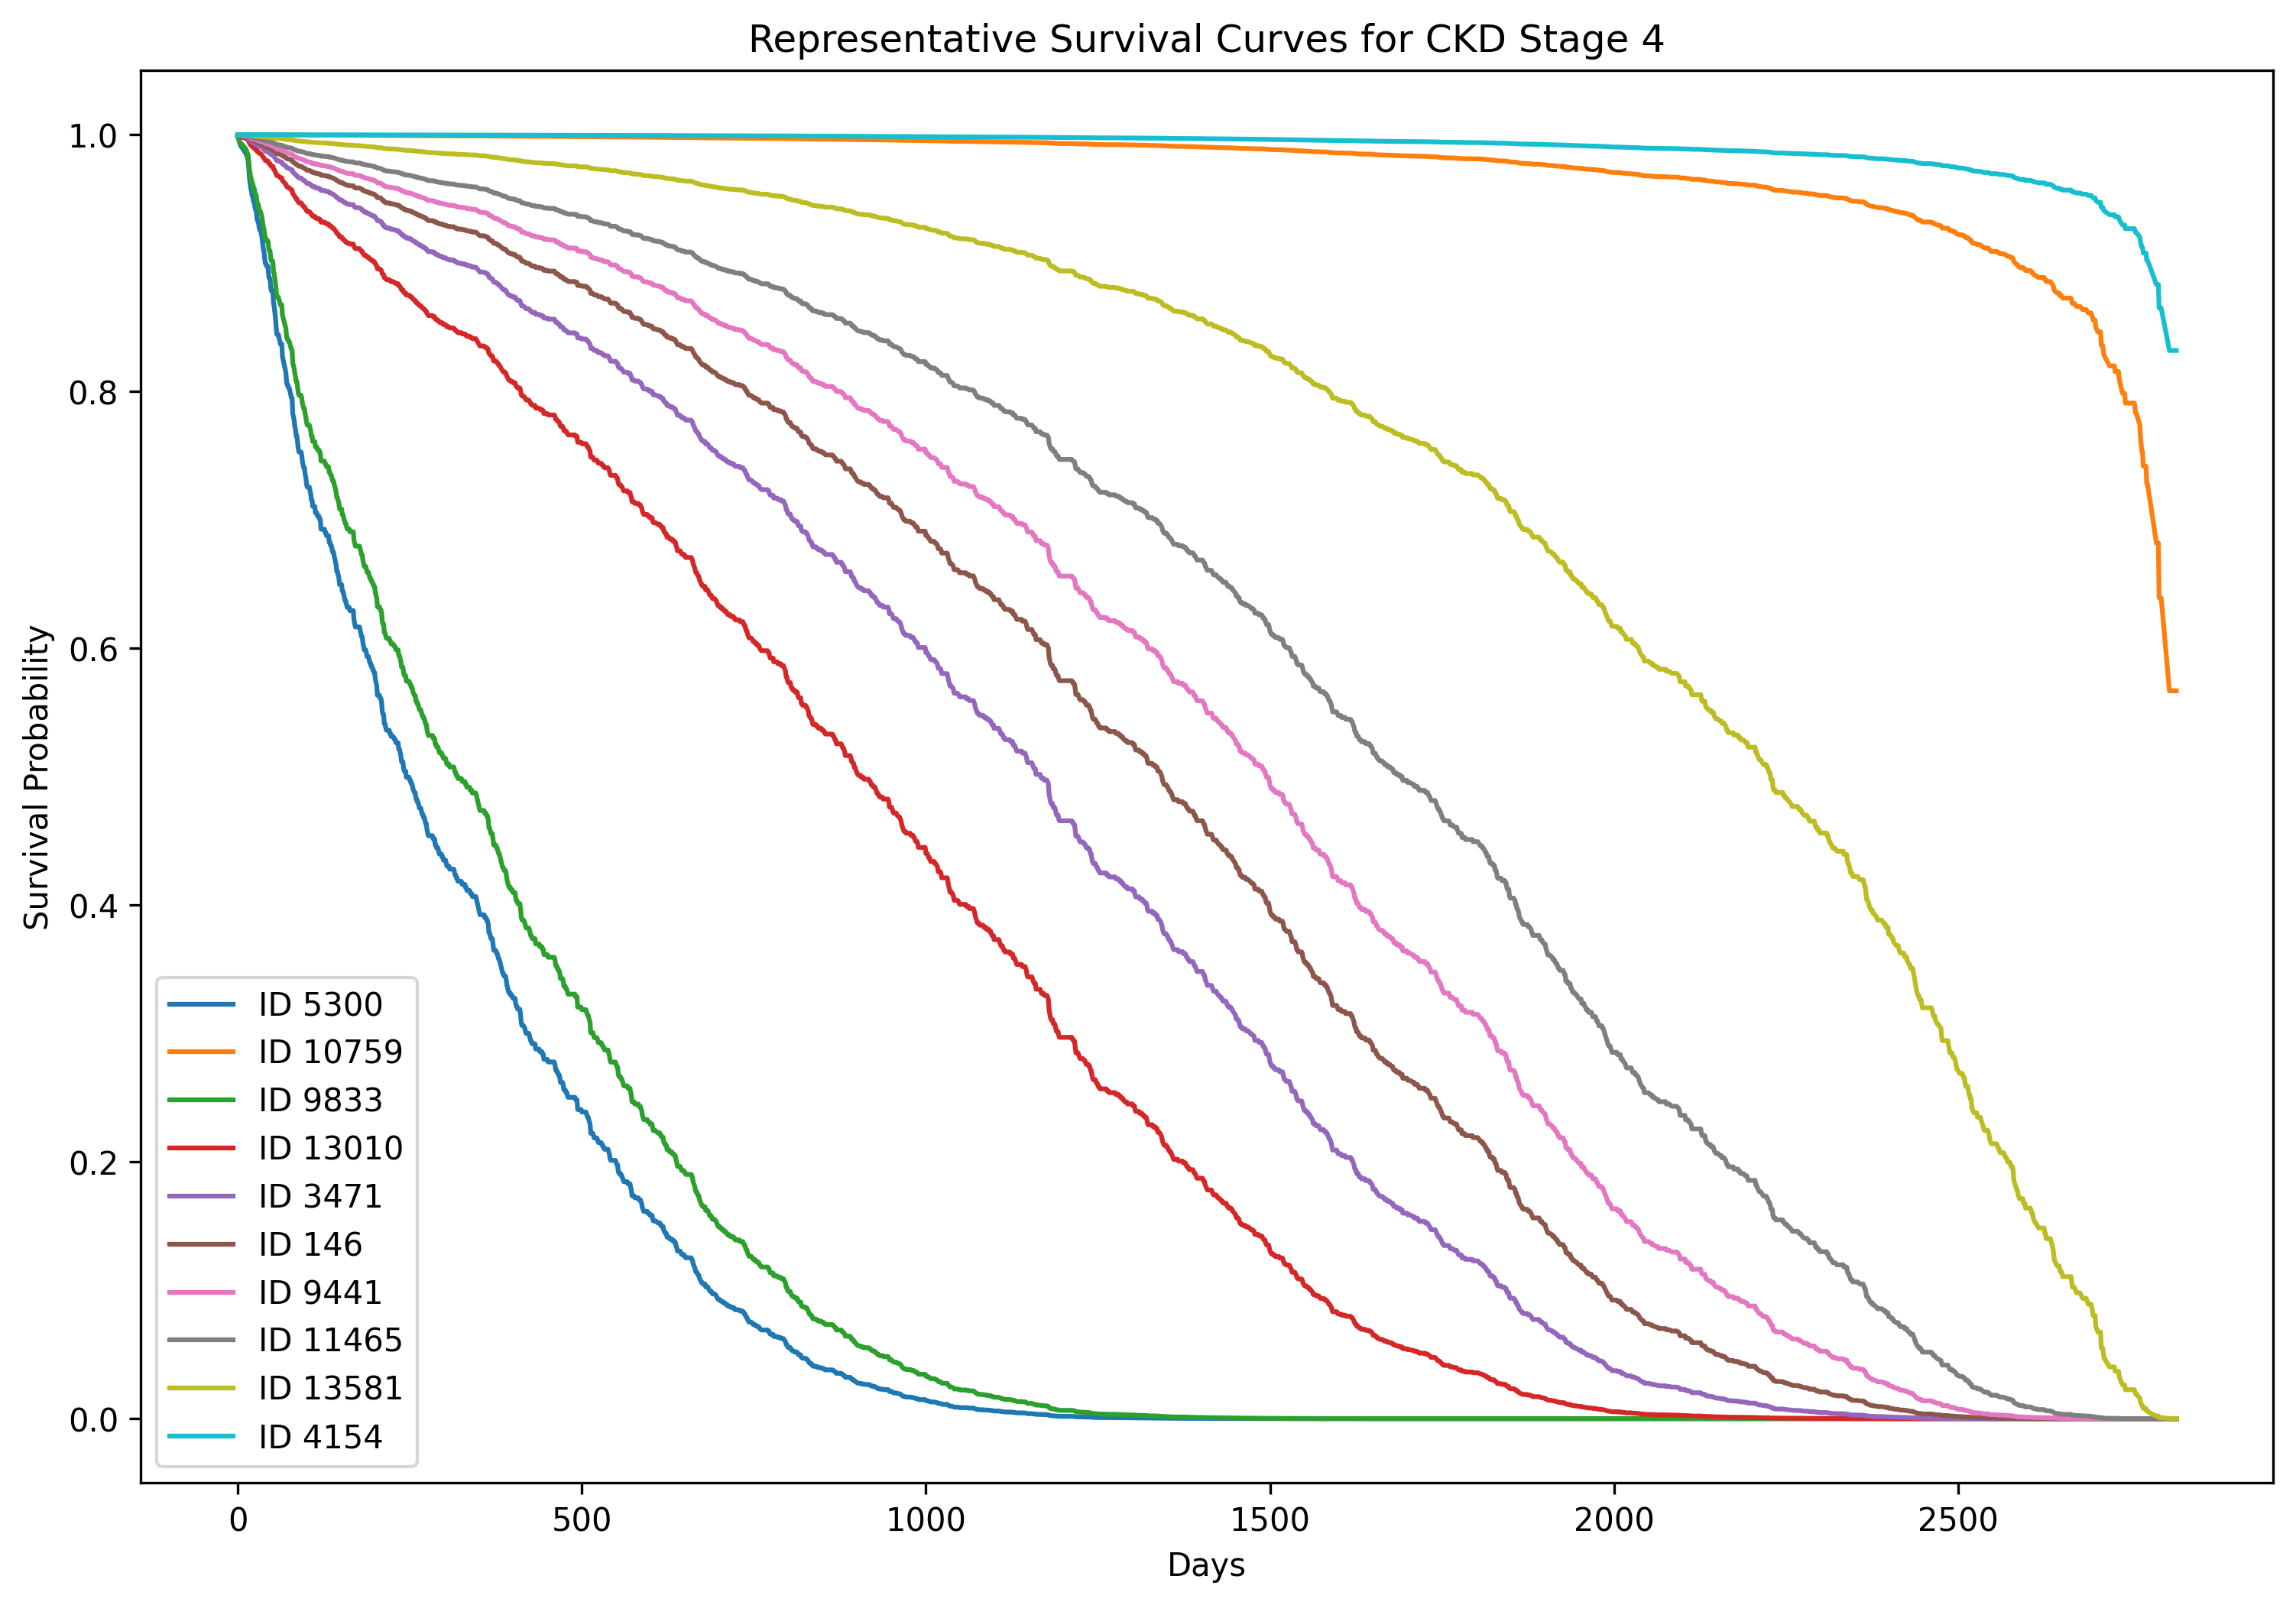 Representative Survival Curves for CKD Stage 4
Survival Probability
1.0
0.8
0.6
0.4
0.2
0.0
ID 5300
ID 10759
ID 9833
ID 13010
ID 3471
ID 146
ID 9441
ID 11465
ID 13581
ID 4154
0 500 1000 1500 2000 2500
Days